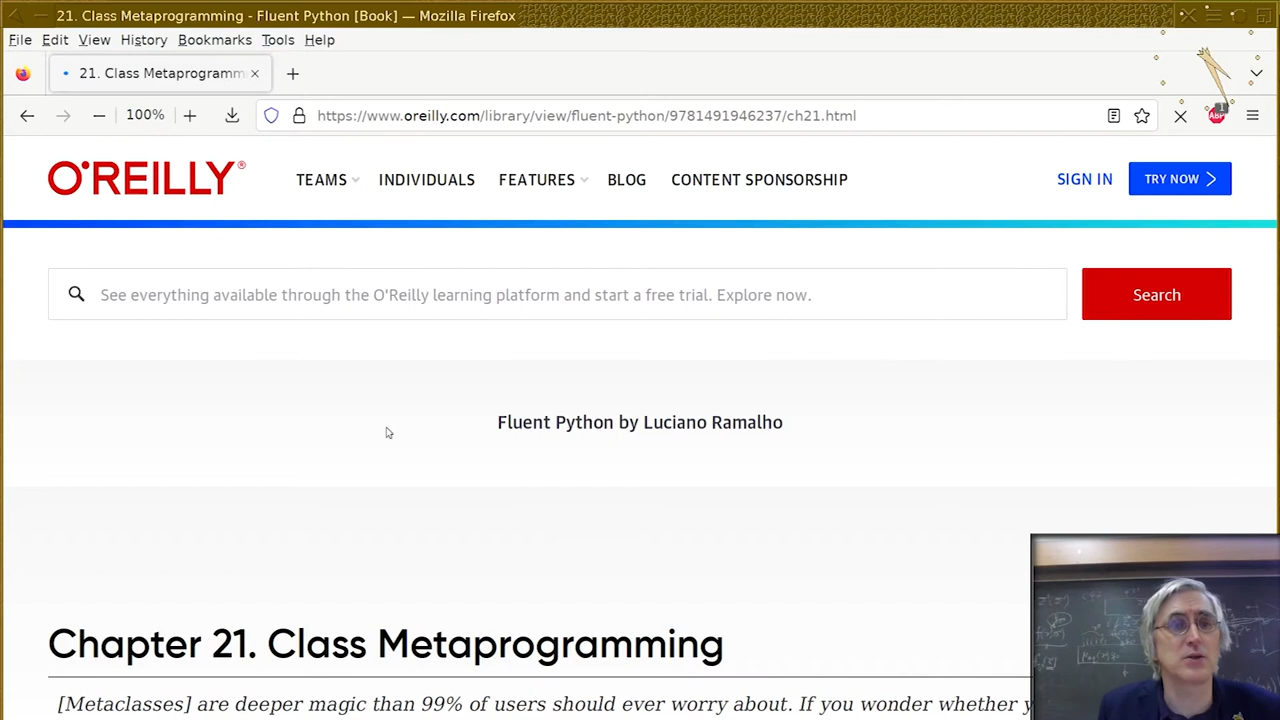 21. Class Metaprogramming - Fluent Python [Book] — Mozilla Firefox
File Edit View History Bookmarks Tools Help
21. Class Metaprogramm
100%
https://www.oreilly.com/library/view/fluent-python/9781491946237/ch21.html
1
ABP
O'REILLY®
TEAMS INDIVIDUALS FEATURES BLOG CONTENT SPONSORSHIP
SIGN IN
TRY NOW
See everything available through the O'Reilly learning platform and start a free trial. Explore now.
Search
Fluent Python by Luciano Ramalho
Chapter 21. Class Metaprogramming
[Metaclasses] are deeper magic than 99% of users should ever worry about. If you wonder whether